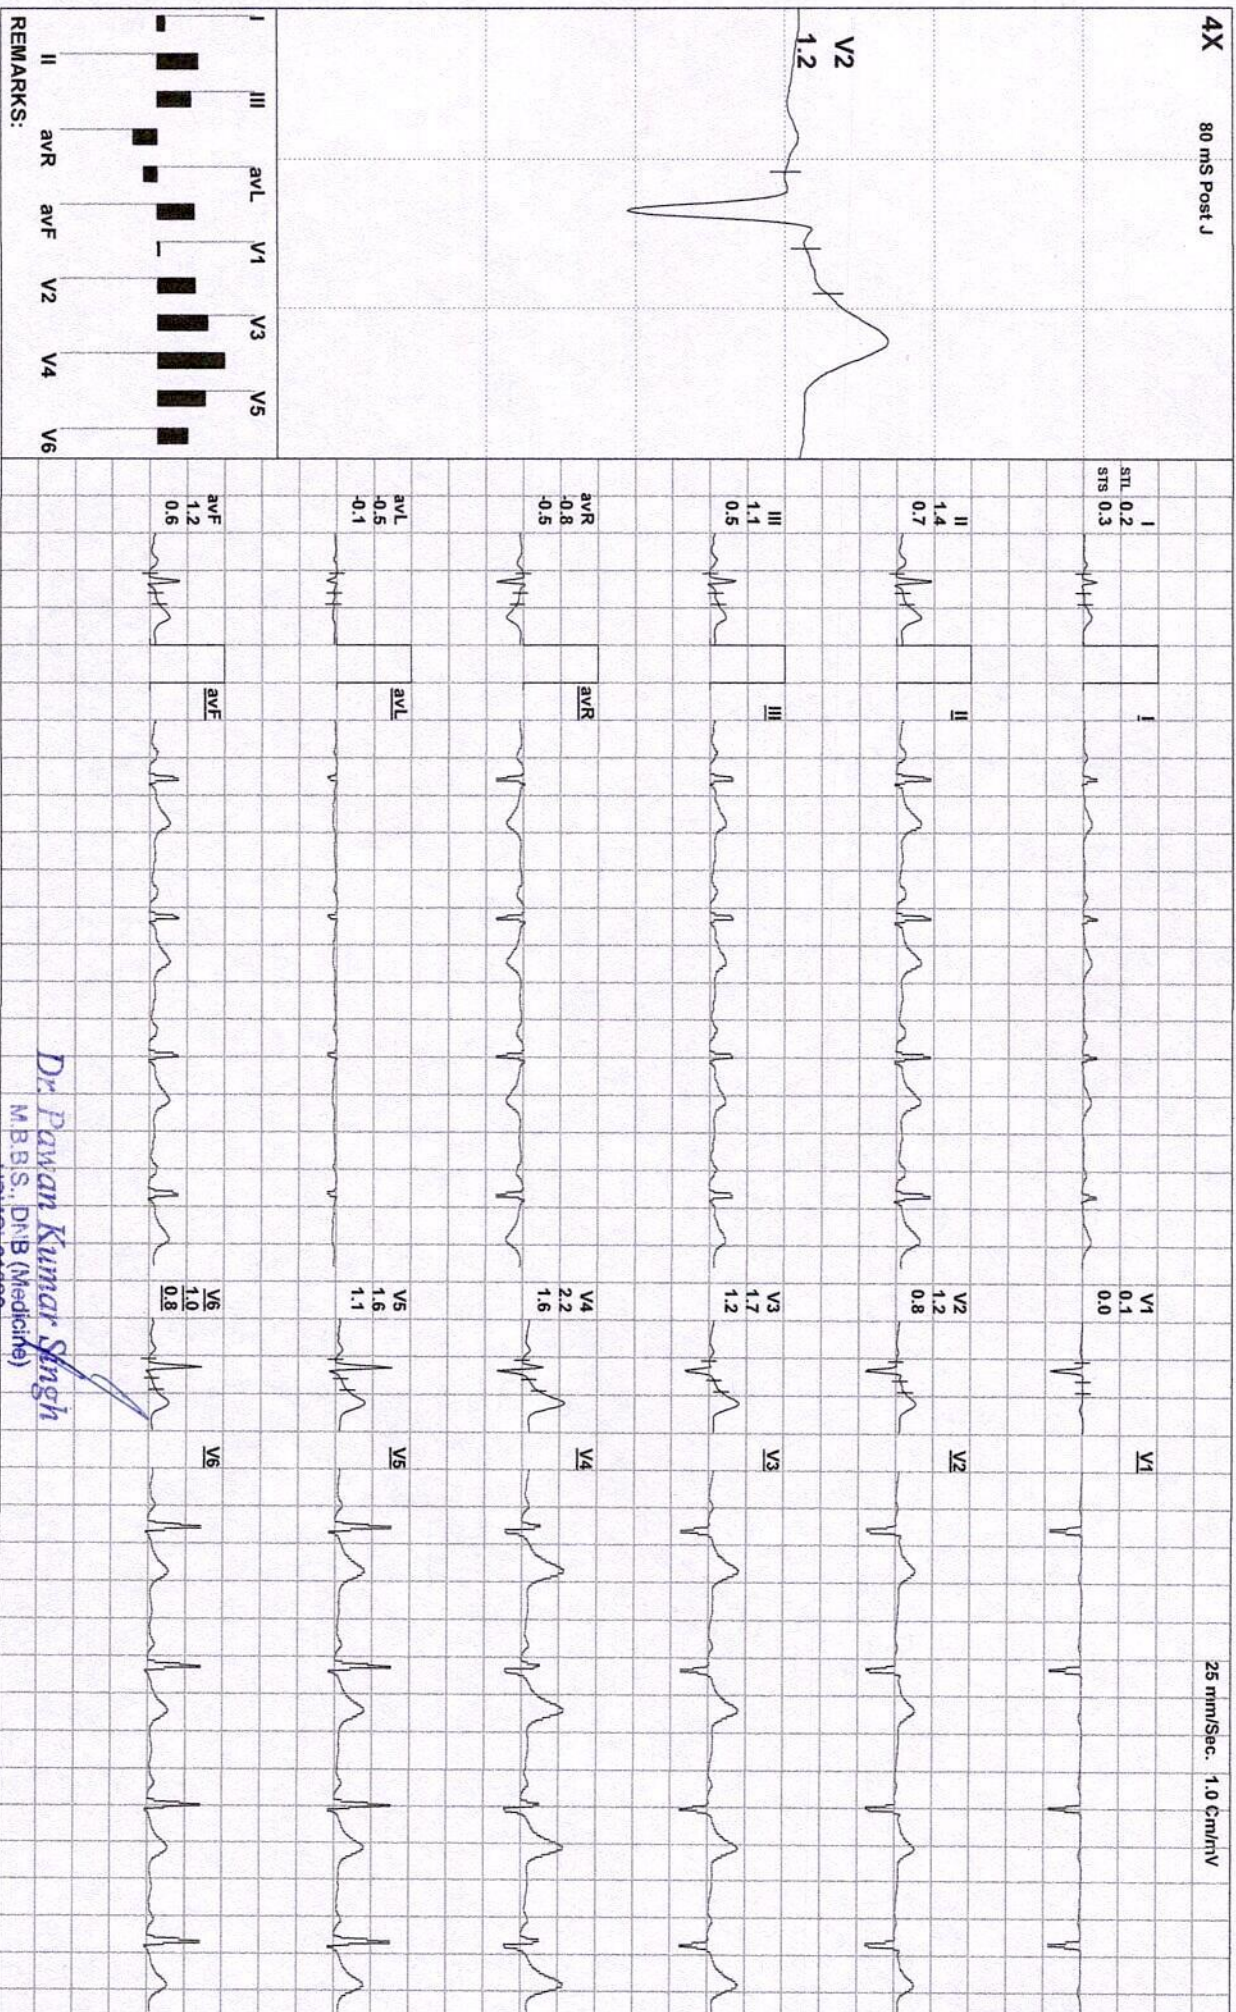 4X
80 mS Post J
25 mm/Sec. 1.0 Cm/mV
V2
1.2
I
STL 0.2
STS 0.3
I
V1
0.1
0.0
V1
II
1.4
0.7
II
V2
1.2
0.8
V2
III
1.1
0.5
III
V3
1.7
1.2
V3
avR
-0.8
-0.5
avR
V4
2.2
1.6
V4
avL
-0.5
-0.1
avL
V5
1.6
1.1
V5
avF
1.2
0.6
avF
V6
1.0
0.8
V6
I III avL V1 V3 V5
II avR avF V2 V4 V6
REMARKS:
Dr. Pawan Kumar Singh
M.B.B.S., DNB (Medicine)